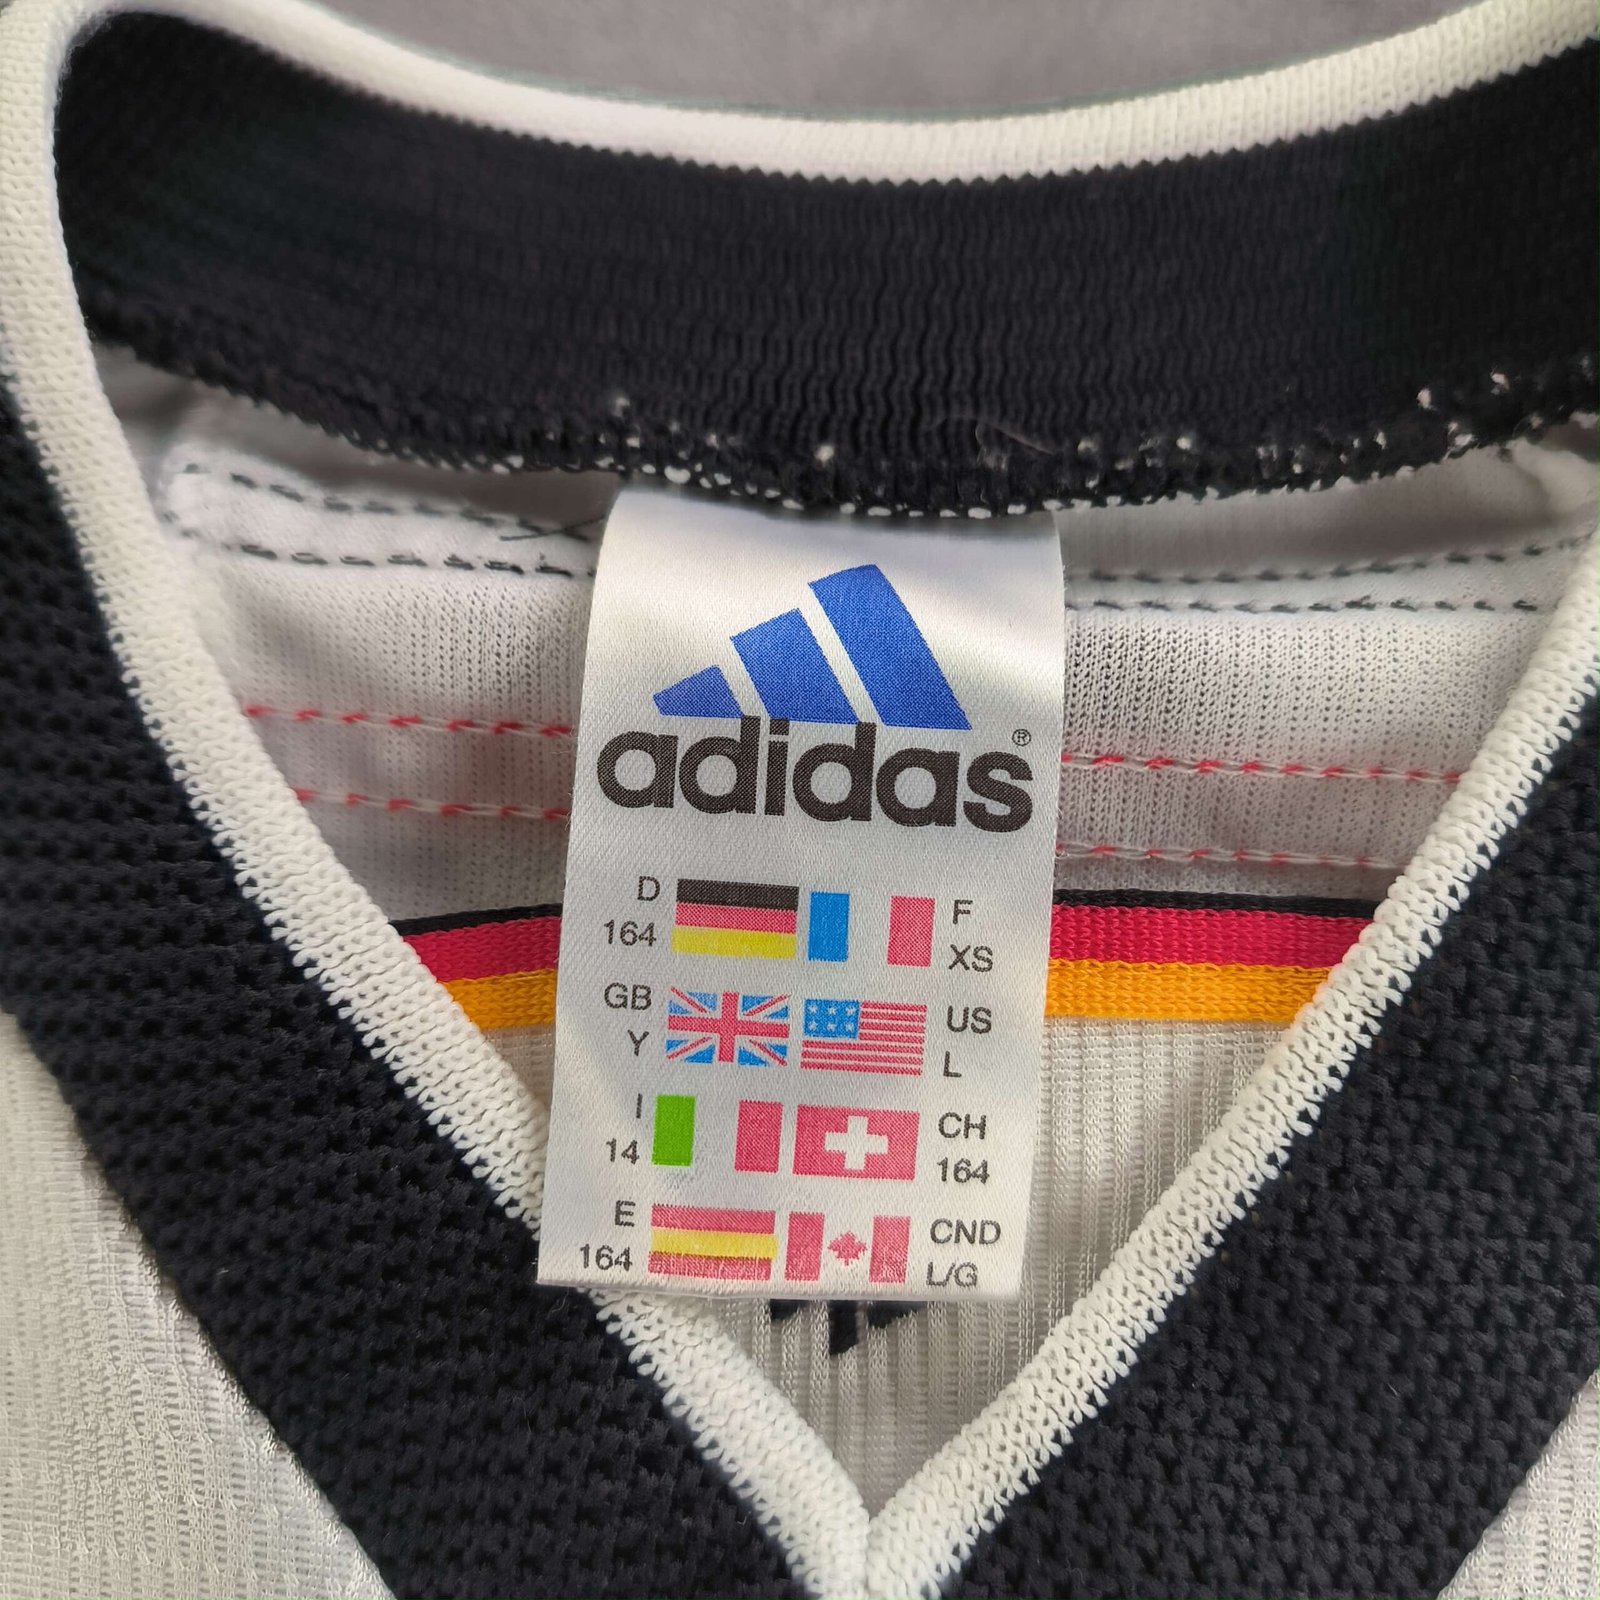 adidas®
D F
164 XS
GB US
Y L
I CH
14 164
E CND
164 L/G